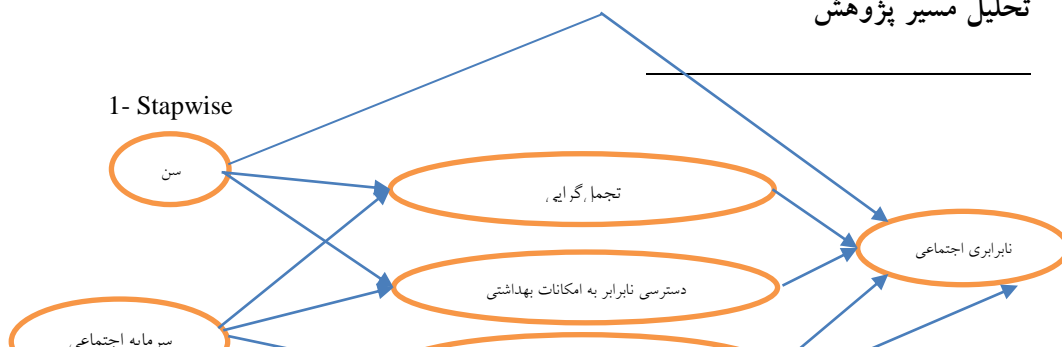 تحلیل مسیر پژوهش
1- Stapwise
سن
تجمل‌گرایی
نابرابری اجتماعی
دسترسی نابرابر به امکانات بهداشتی
سرمایه اجتماعی